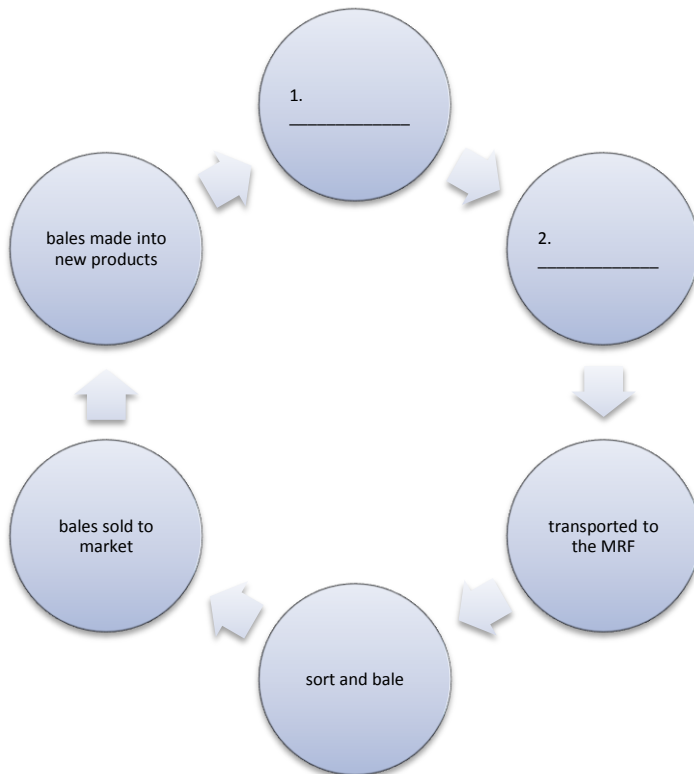 1.
_____________
2.
_____________
transported to
the MRF
sort and bale
bales sold to
market
bales made into
new products